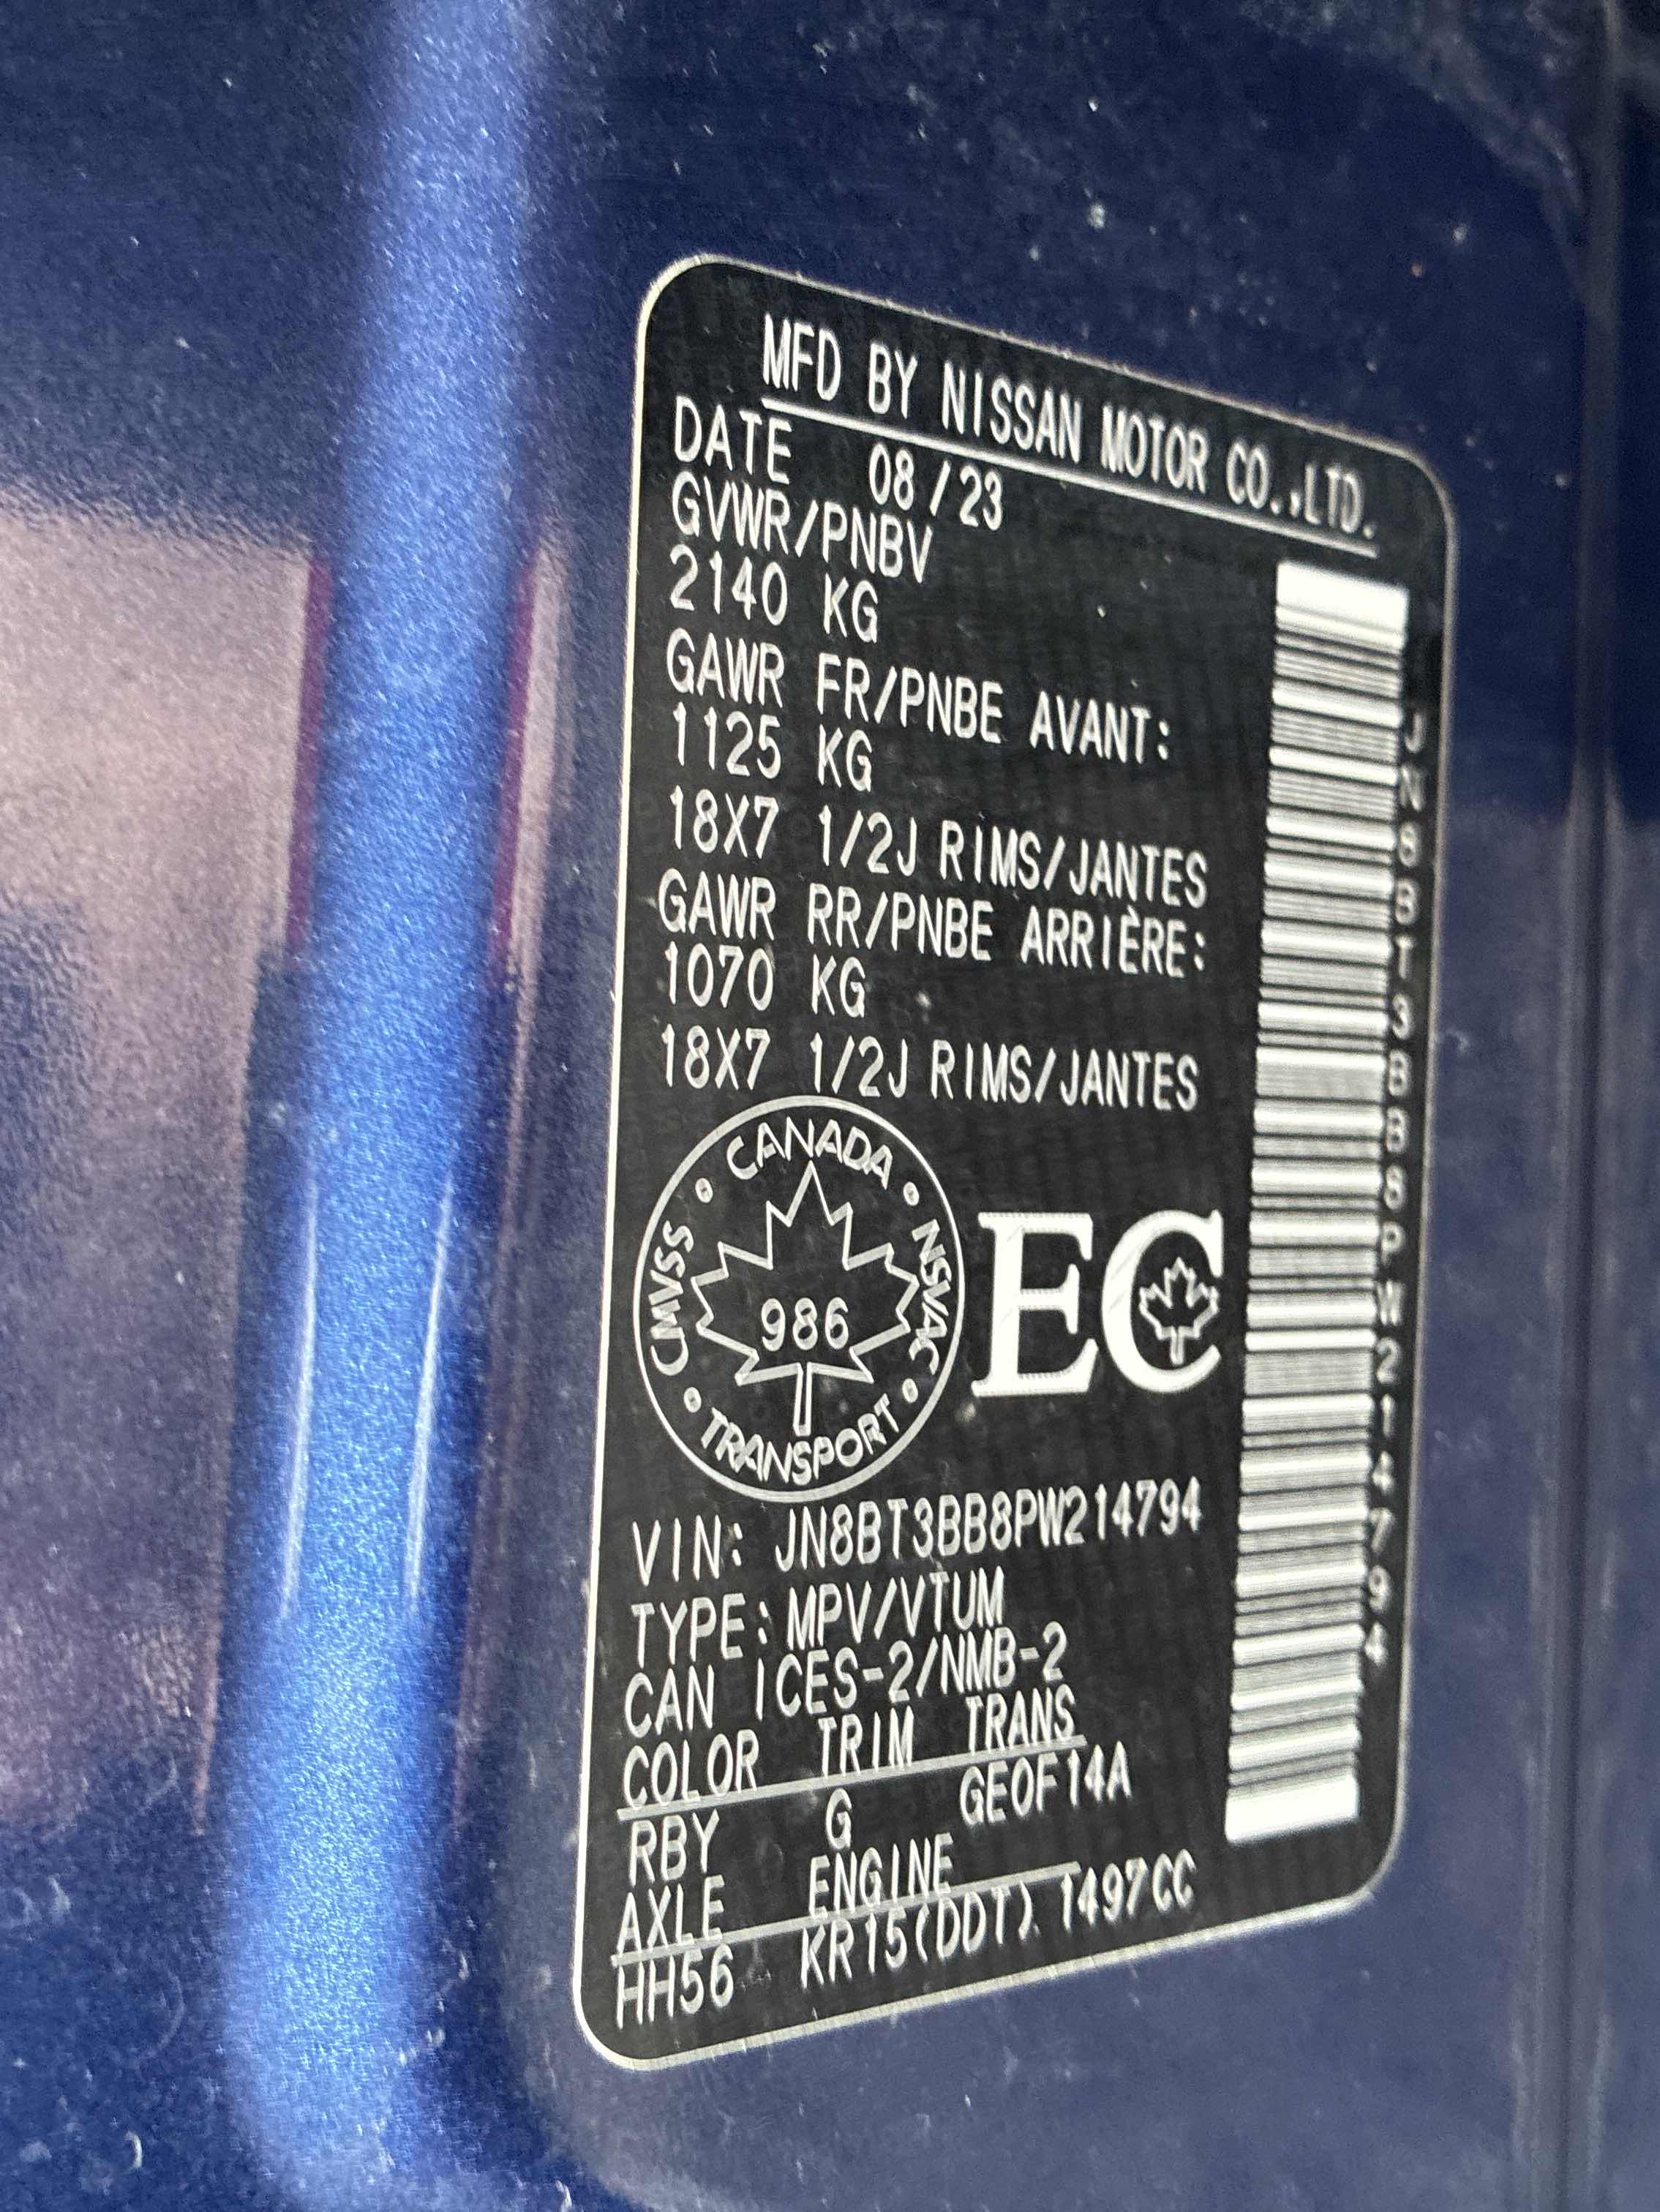 MFD BY NISSAN MOTOR CO.,LTD.
DATE 08/23
GVWR/PNBV
2140 KG
GAWR FR/PNBE AVANT:
1125 KG
18X7 1/2J RIMS/JANTES
GAWR RR/PNBE ARRIÈRE:
1070 KG
18X7 1/2J RIMS/JANTES
CANADA
CMVSS NSVAC
986
TRANSPORT
EC
VIN: JN8BT3BB8PW214794
TYPE: MPV/VTUM
CAN ICES-2/NMB-2
COLOR TRIM TRANS
RBY G GE0F14A
AXLE ENGINE
HH56 KR15(DDT) 1497CC
JN8BT3BB8PW214794